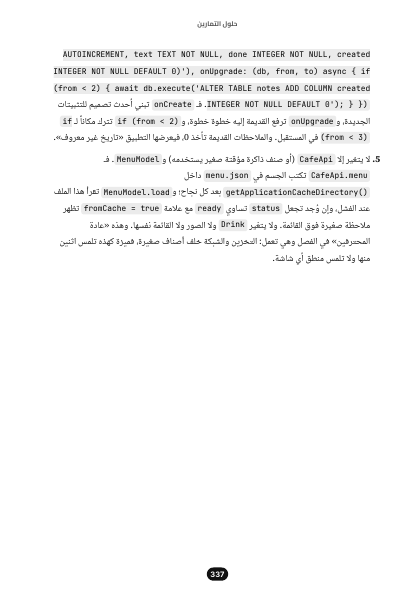 حلول التمارين
AUTOINCREMENT, text TEXT NOT NULL, done INTEGER NOT NULL, created
INTEGER NOT NULL DEFAULT 0)'), onUpgrade: (db, from, to) async { if
(from < 2) { await db.execute('ALTER TABLE notes ADD COLUMN created
INTEGER NOT NULL DEFAULT 0'); } }). فـ onCreate تبني أحدث تصميم للتثبيتات
الجديدة، و onUpgrade ترفع القديمة إليه خطوة خطوة، و if (from < 2) تترك مكاناً لـ if
(from < 3) في المستقبل. والملاحظات القديمة تأخذ 0، فيعرضها التطبيق «تاريخ غير معروف».
5. لا يتغير إلا CafeApi (أو صنف ذاكرة مؤقتة صغير يستخدمه) و MenuModel . فـ
CafeApi.menu تكتب الجسم في menu.json داخل
getApplicationCacheDirectory() بعد كل نجاح؛ و MenuModel.load تقرأ هذا الملف
عند الفشل، وإن وُجد تجعل status تساوي ready مع علامة fromCache = true تظهر
ملاحظة صغيرة فوق القائمة. ولا يتغير Drink ولا الصور ولا القائمة نفسها. وهذه «عادة
المحترفين» في الفصل وهي تعمل: التخزين والشبكة خلف أصناف صغيرة، فميزة كهذه تلمس اثنين
منها ولا تلمس منطق أي شاشة.
337